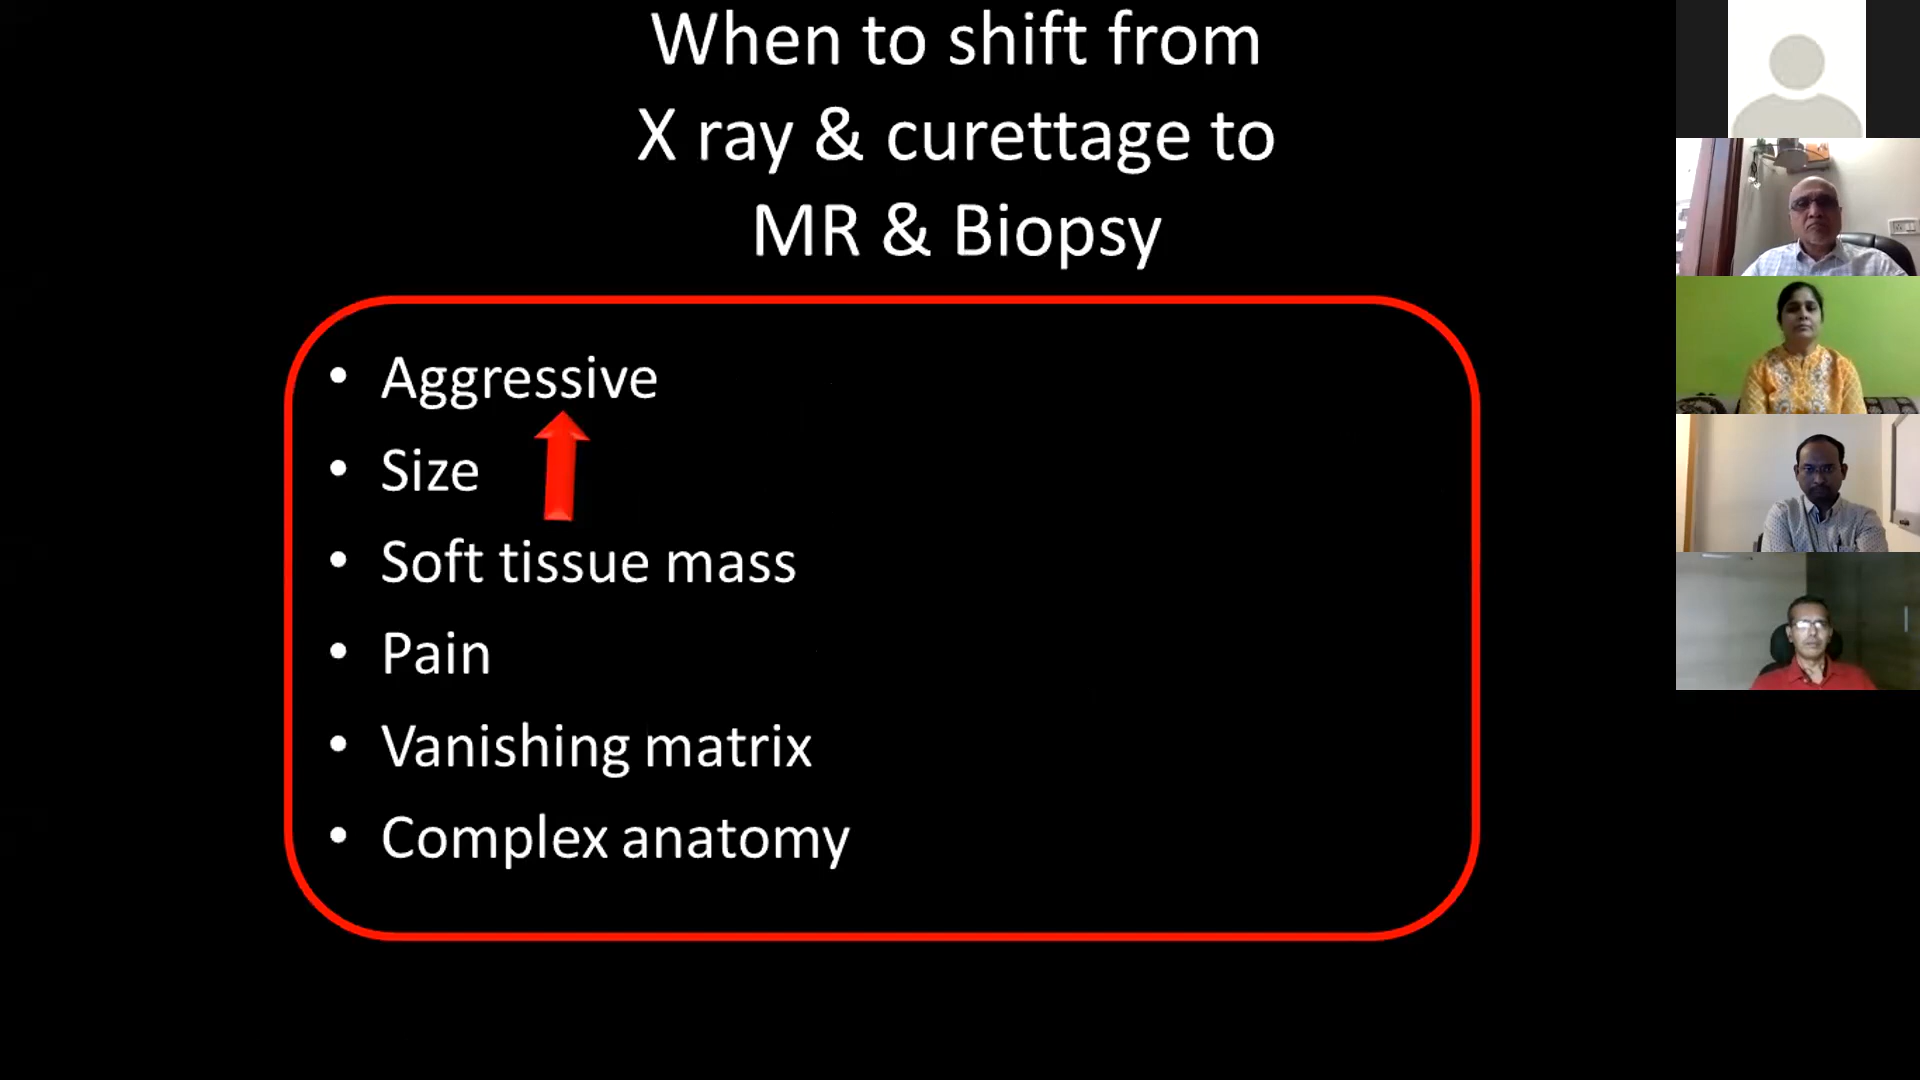 When to shift from
X ray & curettage to
MR & Biopsy
• Aggressive
• Size
• Soft tissue mass
• Pain
• Vanishing matrix
• Complex anatomy